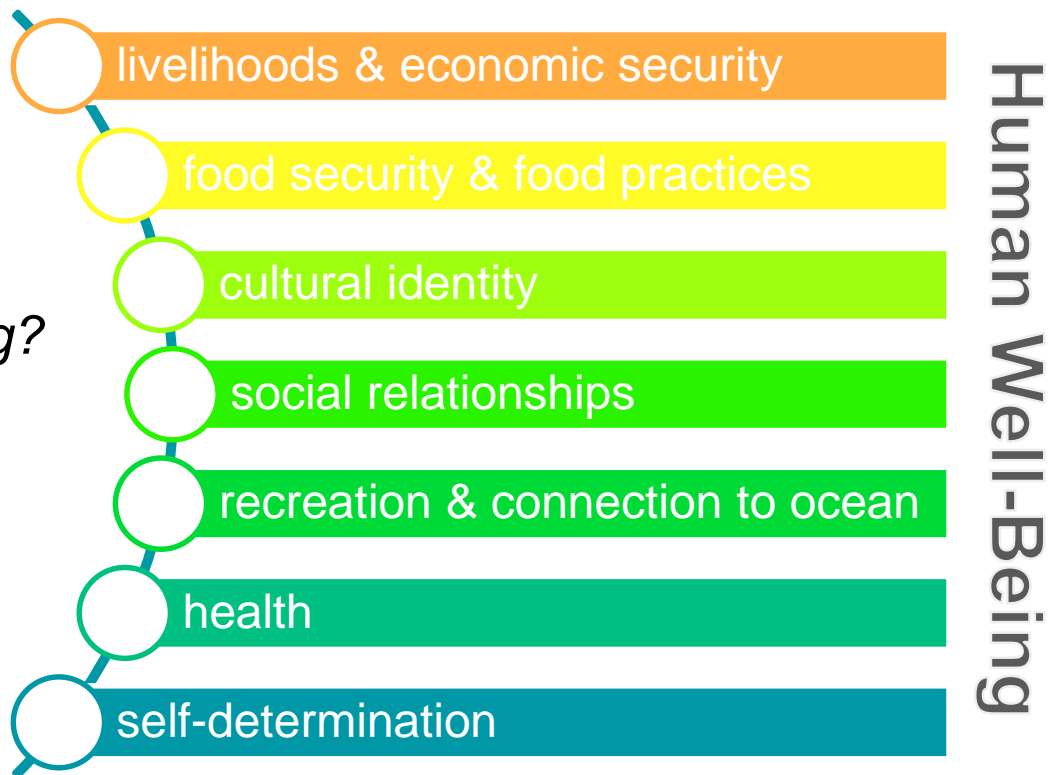 livelihoods & economic security
food security & food practices
cultural identity
g?
social relationships
recreation & connection to ocean
health
self-determination
Human Well-Being